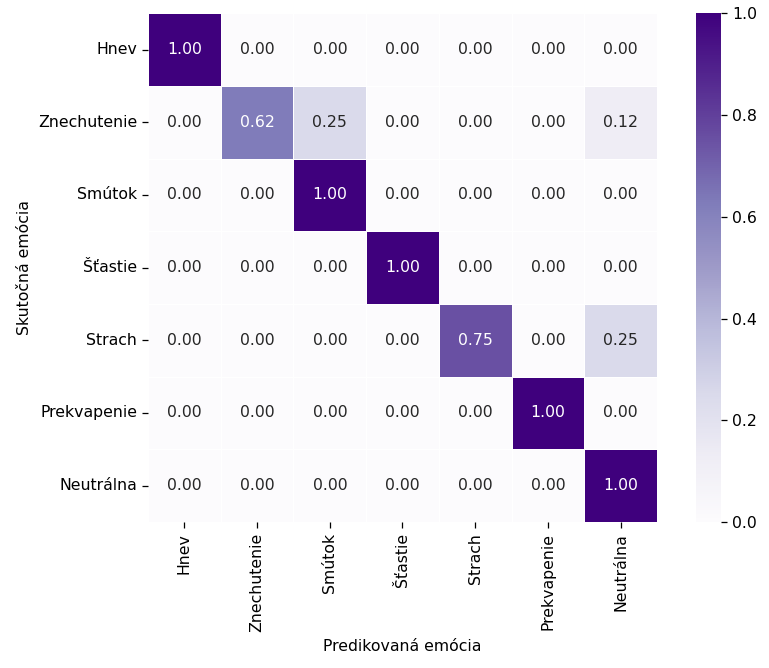 Hnev 1.00 0.00 0.00 0.00 0.00 0.00 0.00
Znechutenie 0.00 0.62 0.25 0.00 0.00 0.00 0.12
Smútok 0.00 0.00 1.00 0.00 0.00 0.00 0.00
Šťastie 0.00 0.00 0.00 1.00 0.00 0.00 0.00
Strach 0.00 0.00 0.00 0.00 0.75 0.00 0.25
Prekvapenie 0.00 0.00 0.00 0.00 0.00 1.00 0.00
Neutrálna 0.00 0.00 0.00 0.00 0.00 0.00 1.00
Skutočná emócia
Hnev Znechutenie Smútok Šťastie Strach Prekvapenie Neutrálna
Predikovaná emócia
1.0
0.8
0.6
0.4
0.2
0.0